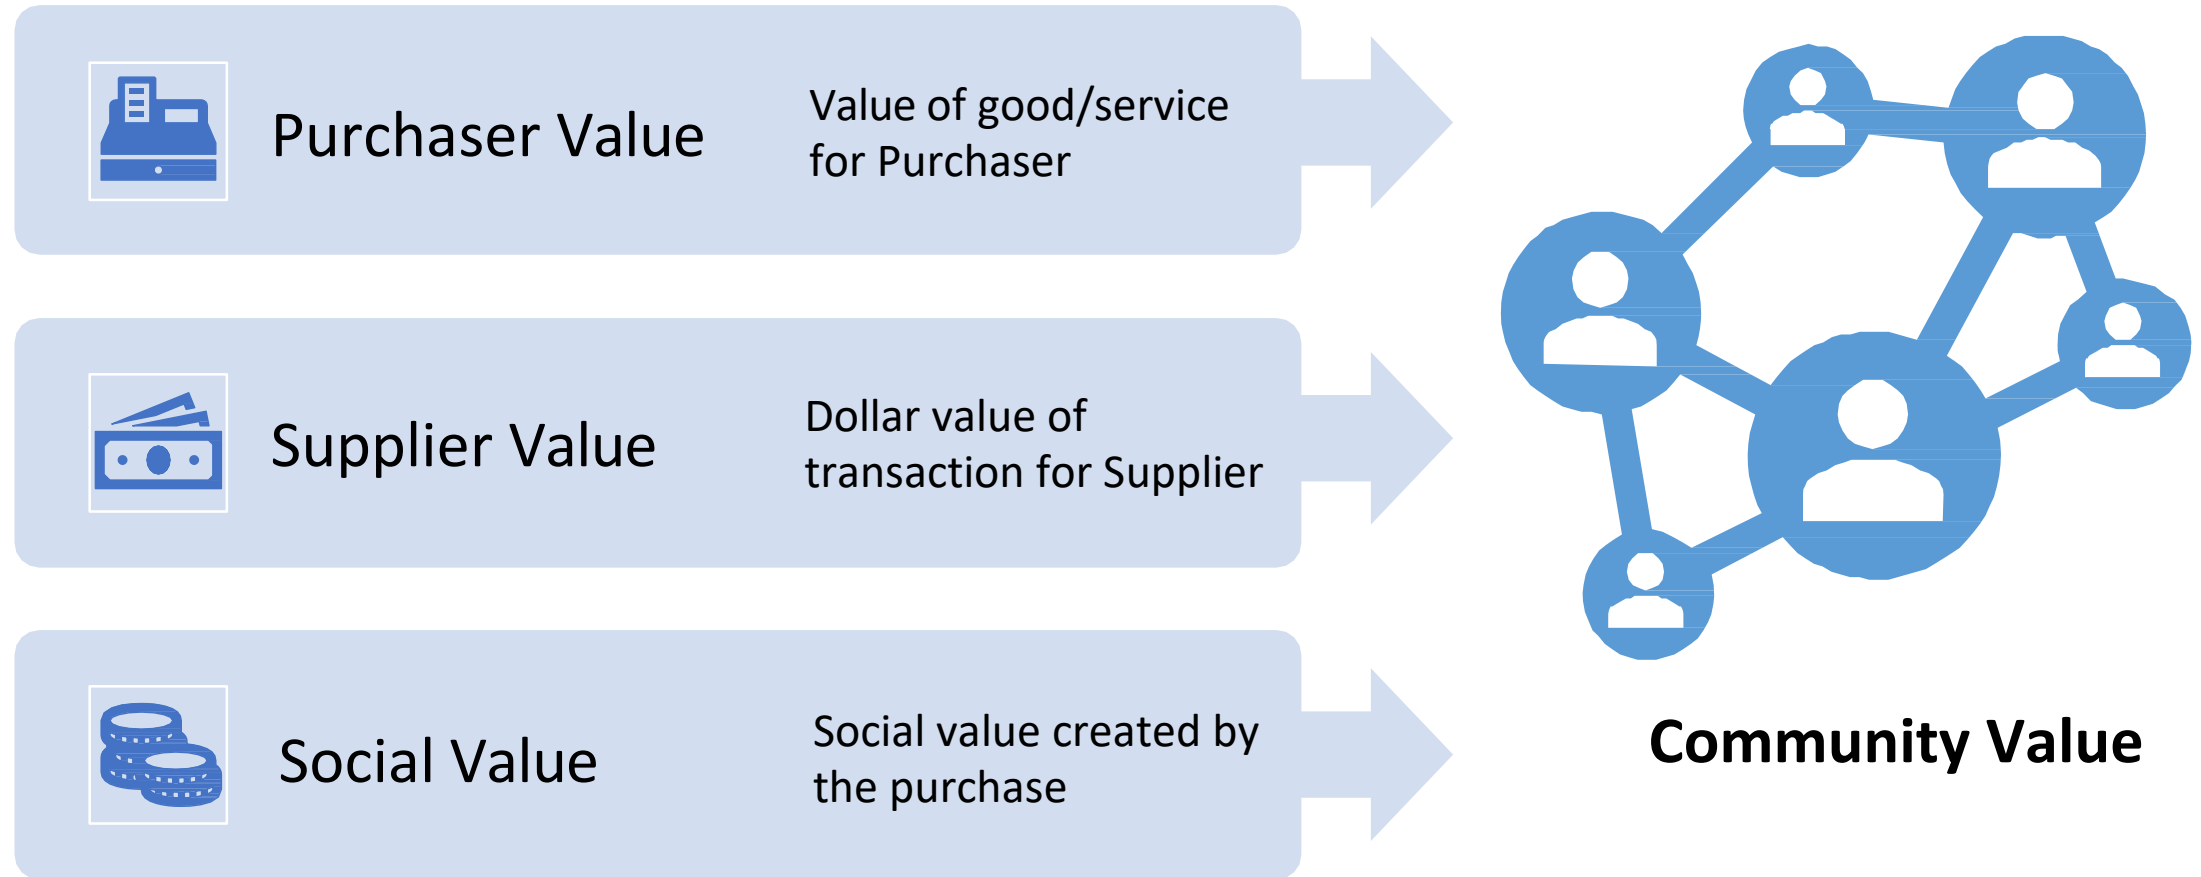 Purchaser Value
Value of good/service
for Purchaser
Supplier Value
Dollar value of
transaction for Supplier
Social Value
Social value created by
the purchase
Community Value